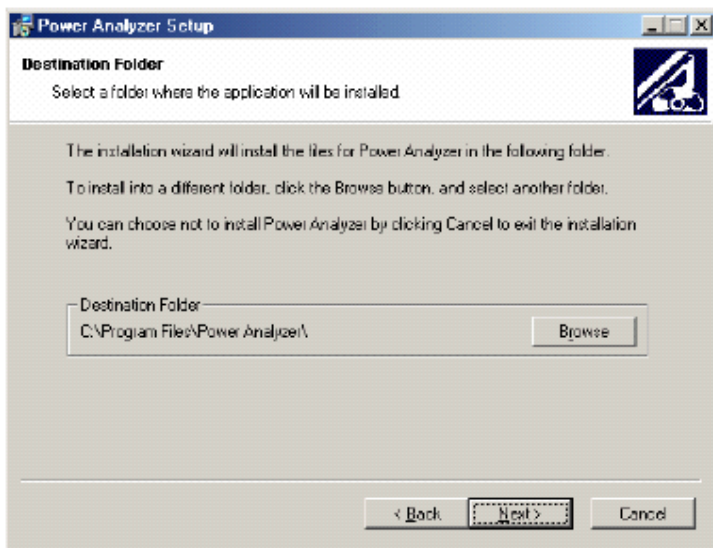 Power Analyzer Setup
Destination Folder
Select a folder where the application will be installed.
The installation wizard will install the files for Power Analyzer in the following folder.
To install into a different folder, click the Browse button, and select another folder.
You can choose not to install Power Analyzer by clicking Cancel to exit the installation
wizard.
Destination Folder
C:\Program Files\Power Analyzer\
Browse
< Back
Next >
Cancel